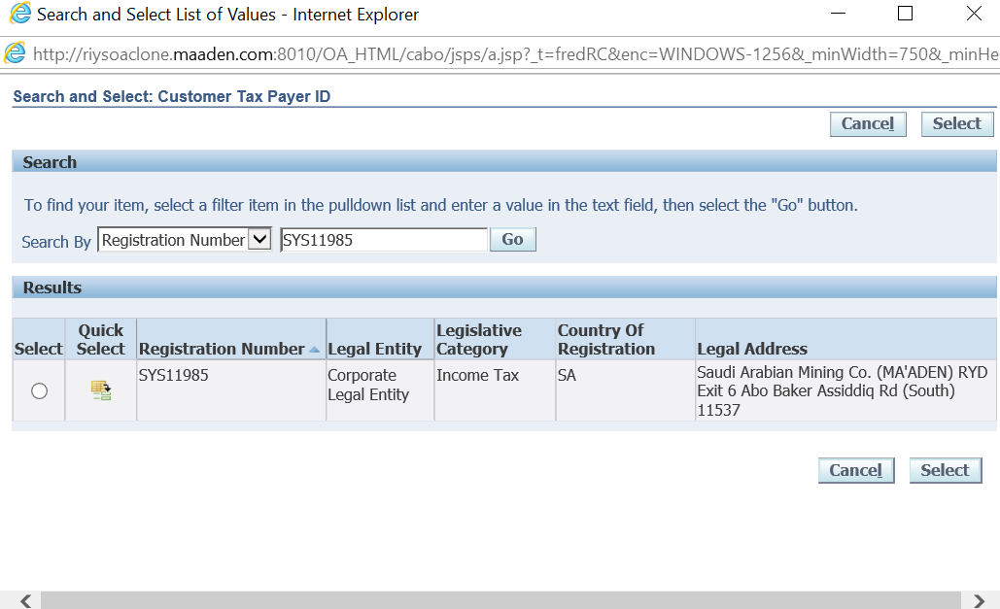 Search and Select List of Values - Internet Explorer
http://riysoaclone.maaden.com:8010/OA_HTML/cabo/jsps/a.jsp?_t=fredRC&enc=WINDOWS-1256&_minWidth=750&_minHe
Search and Select: Customer Tax Payer ID
Cancel Select
Search
To find your item, select a filter item in the pulldown list and enter a value in the text field, then select the "Go" button.
Search By Registration Number SYS11985 Go
Results
Select Quick Select Registration Number Legal Entity Legislative Category Country Of Registration Legal Address
SYS11985 Corporate Legal Entity Income Tax SA Saudi Arabian Mining Co. (MA'ADEN) RYD
Exit 6 Abo Baker Assiddiq Rd (South)
11537
Cancel Select